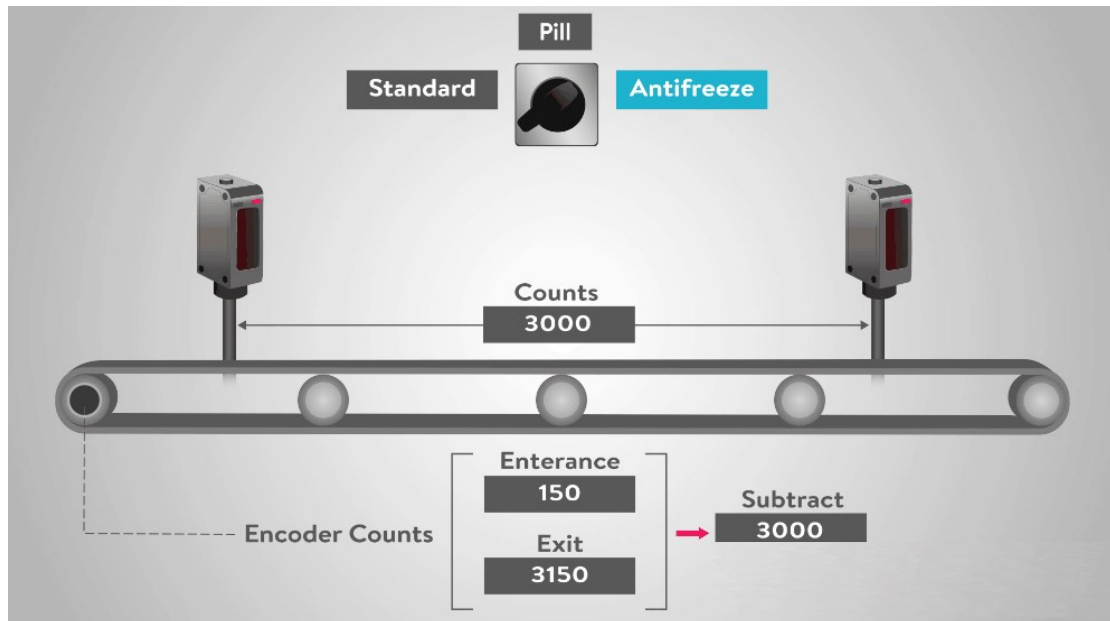 Pill
Standard
Antifreeze
Counts
3000
Enterance
150
Encoder Counts
Exit
3150
Subtract
3000